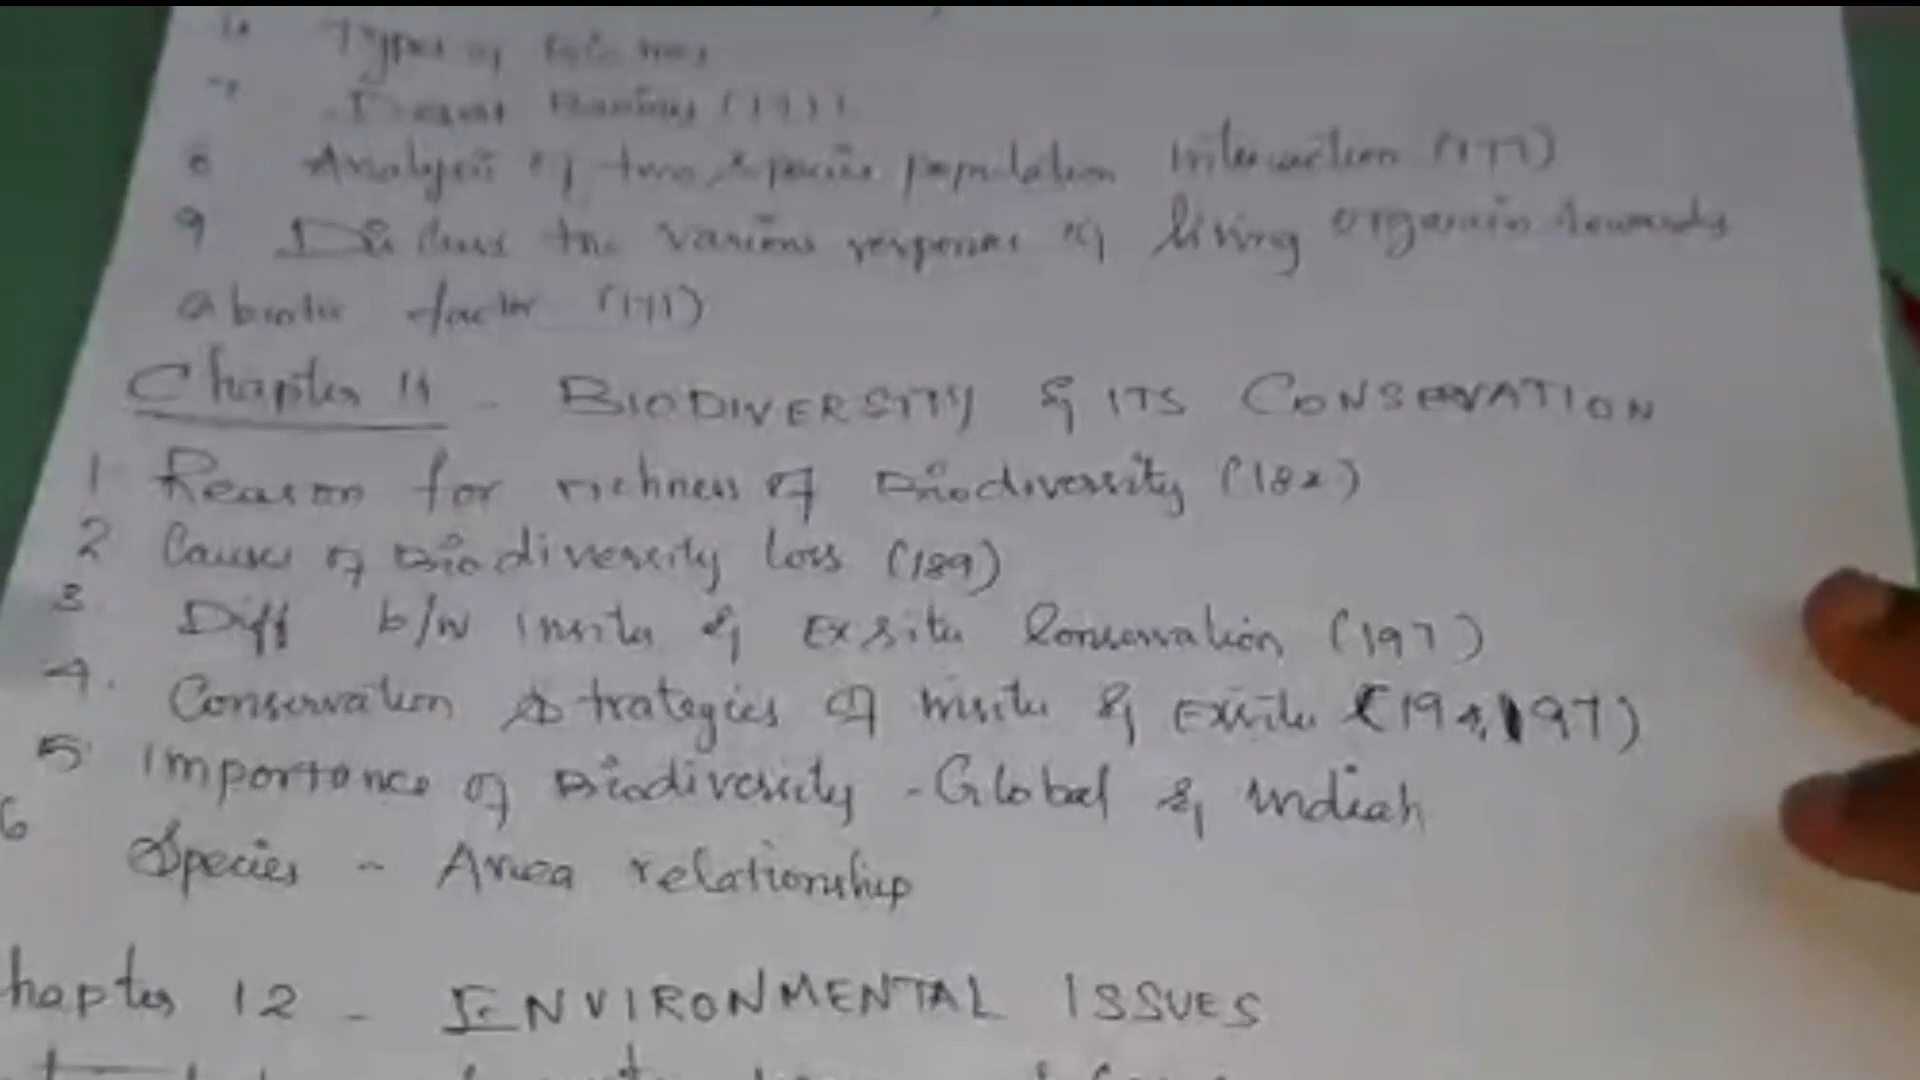 Types of
8 Analysis of two species population interaction (177)
9 Discuss the various responses of living organism towards
abiotic factor (171)
Chapter 11 - BIODIVERSITY & ITS CONSERVATION
1 Reason for richness of Biodiversity (182)
2 Causes of Biodiversity loss (189)
3. Diff b/w insitu & Exsitu Conservation (197)
4. Conservation strategies of insitu & Exsitu (194,197)
5. Importance of Biodiversity - Global & Indian
6 Species - Area relationship
hapter 12 - ENVIRONMENTAL ISSUES